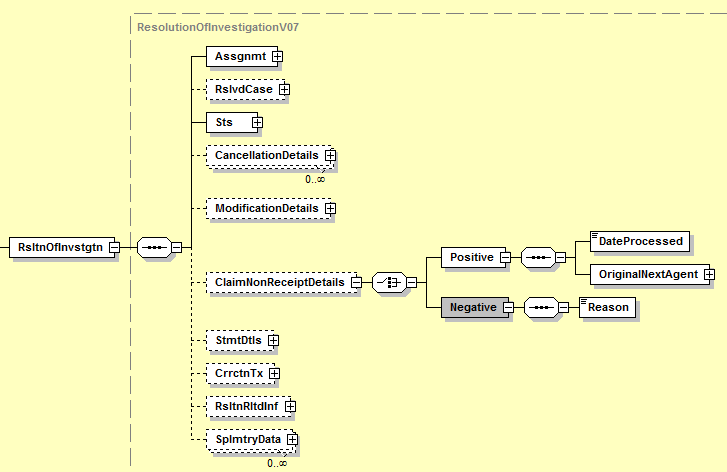 ResolutionOfInvestigationV07
Assgnmt
RslvdCase
Sts
CancellationDetails
0..∞
ModificationDetails
RsltnOfInvstgtn
ClaimNonReceiptDetails
Positive
DateProcessed
OriginalNextAgent
Negative
Reason
StmtDtls
CrrctnTx
RsltnRltdInf
SplmtryData
0..∞